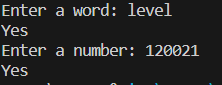 Enter a word: level
Yes
Enter a number: 120021
Yes